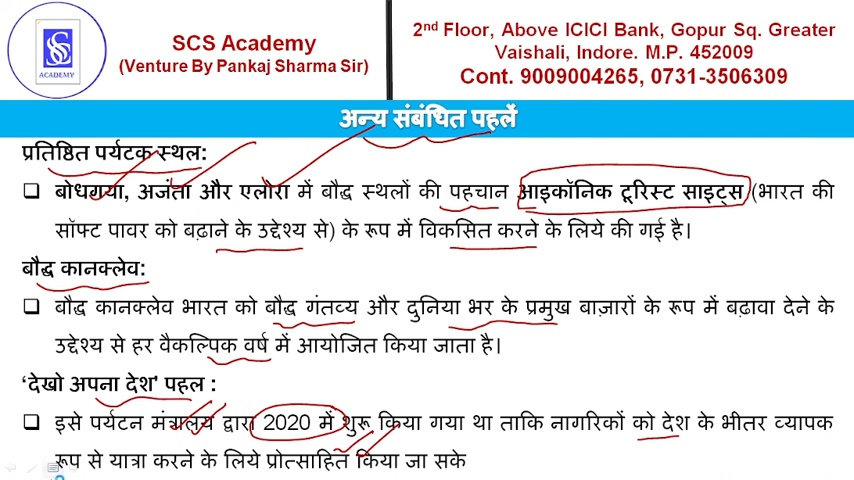 SCS Academy
(Venture By Pankaj Sharma Sir)
2nd Floor, Above ICICI Bank, Gopur Sq. Greater
Vaishali, Indore. M.P. 452009
Cont. 9009004265, 0731-3506309
SCS
ACADEMY
अन्य संबंधित पहलें
प्रतिष्ठित पर्यटक स्थल:
बोधगया, अजंता और एलौरा में बौद्ध स्थलों की पहचान आइकॉनिक टूरिस्ट साइट्स (भारत की
सॉफ्ट पावर को बढ़ाने के उद्देश्य से) के रूप में विकसित करने के लिये की गई है।
बौद्ध कानक्लेव:
बौद्ध कानक्लेव भारत को बौद्ध गंतव्य और दुनिया भर के प्रमुख बाज़ारों के रूप में बढ़ावा देने के
उद्देश्य से हर वैकल्पिक वर्ष में आयोजित किया जाता है।
'देखो अपना देश' पहल :
इसे पर्यटन मंत्रालय द्वारा 2020 में शुरू किया गया था ताकि नागरिकों को देश के भीतर व्यापक
रूप से यात्रा करने के लिये प्रोत्साहित किया जा सके